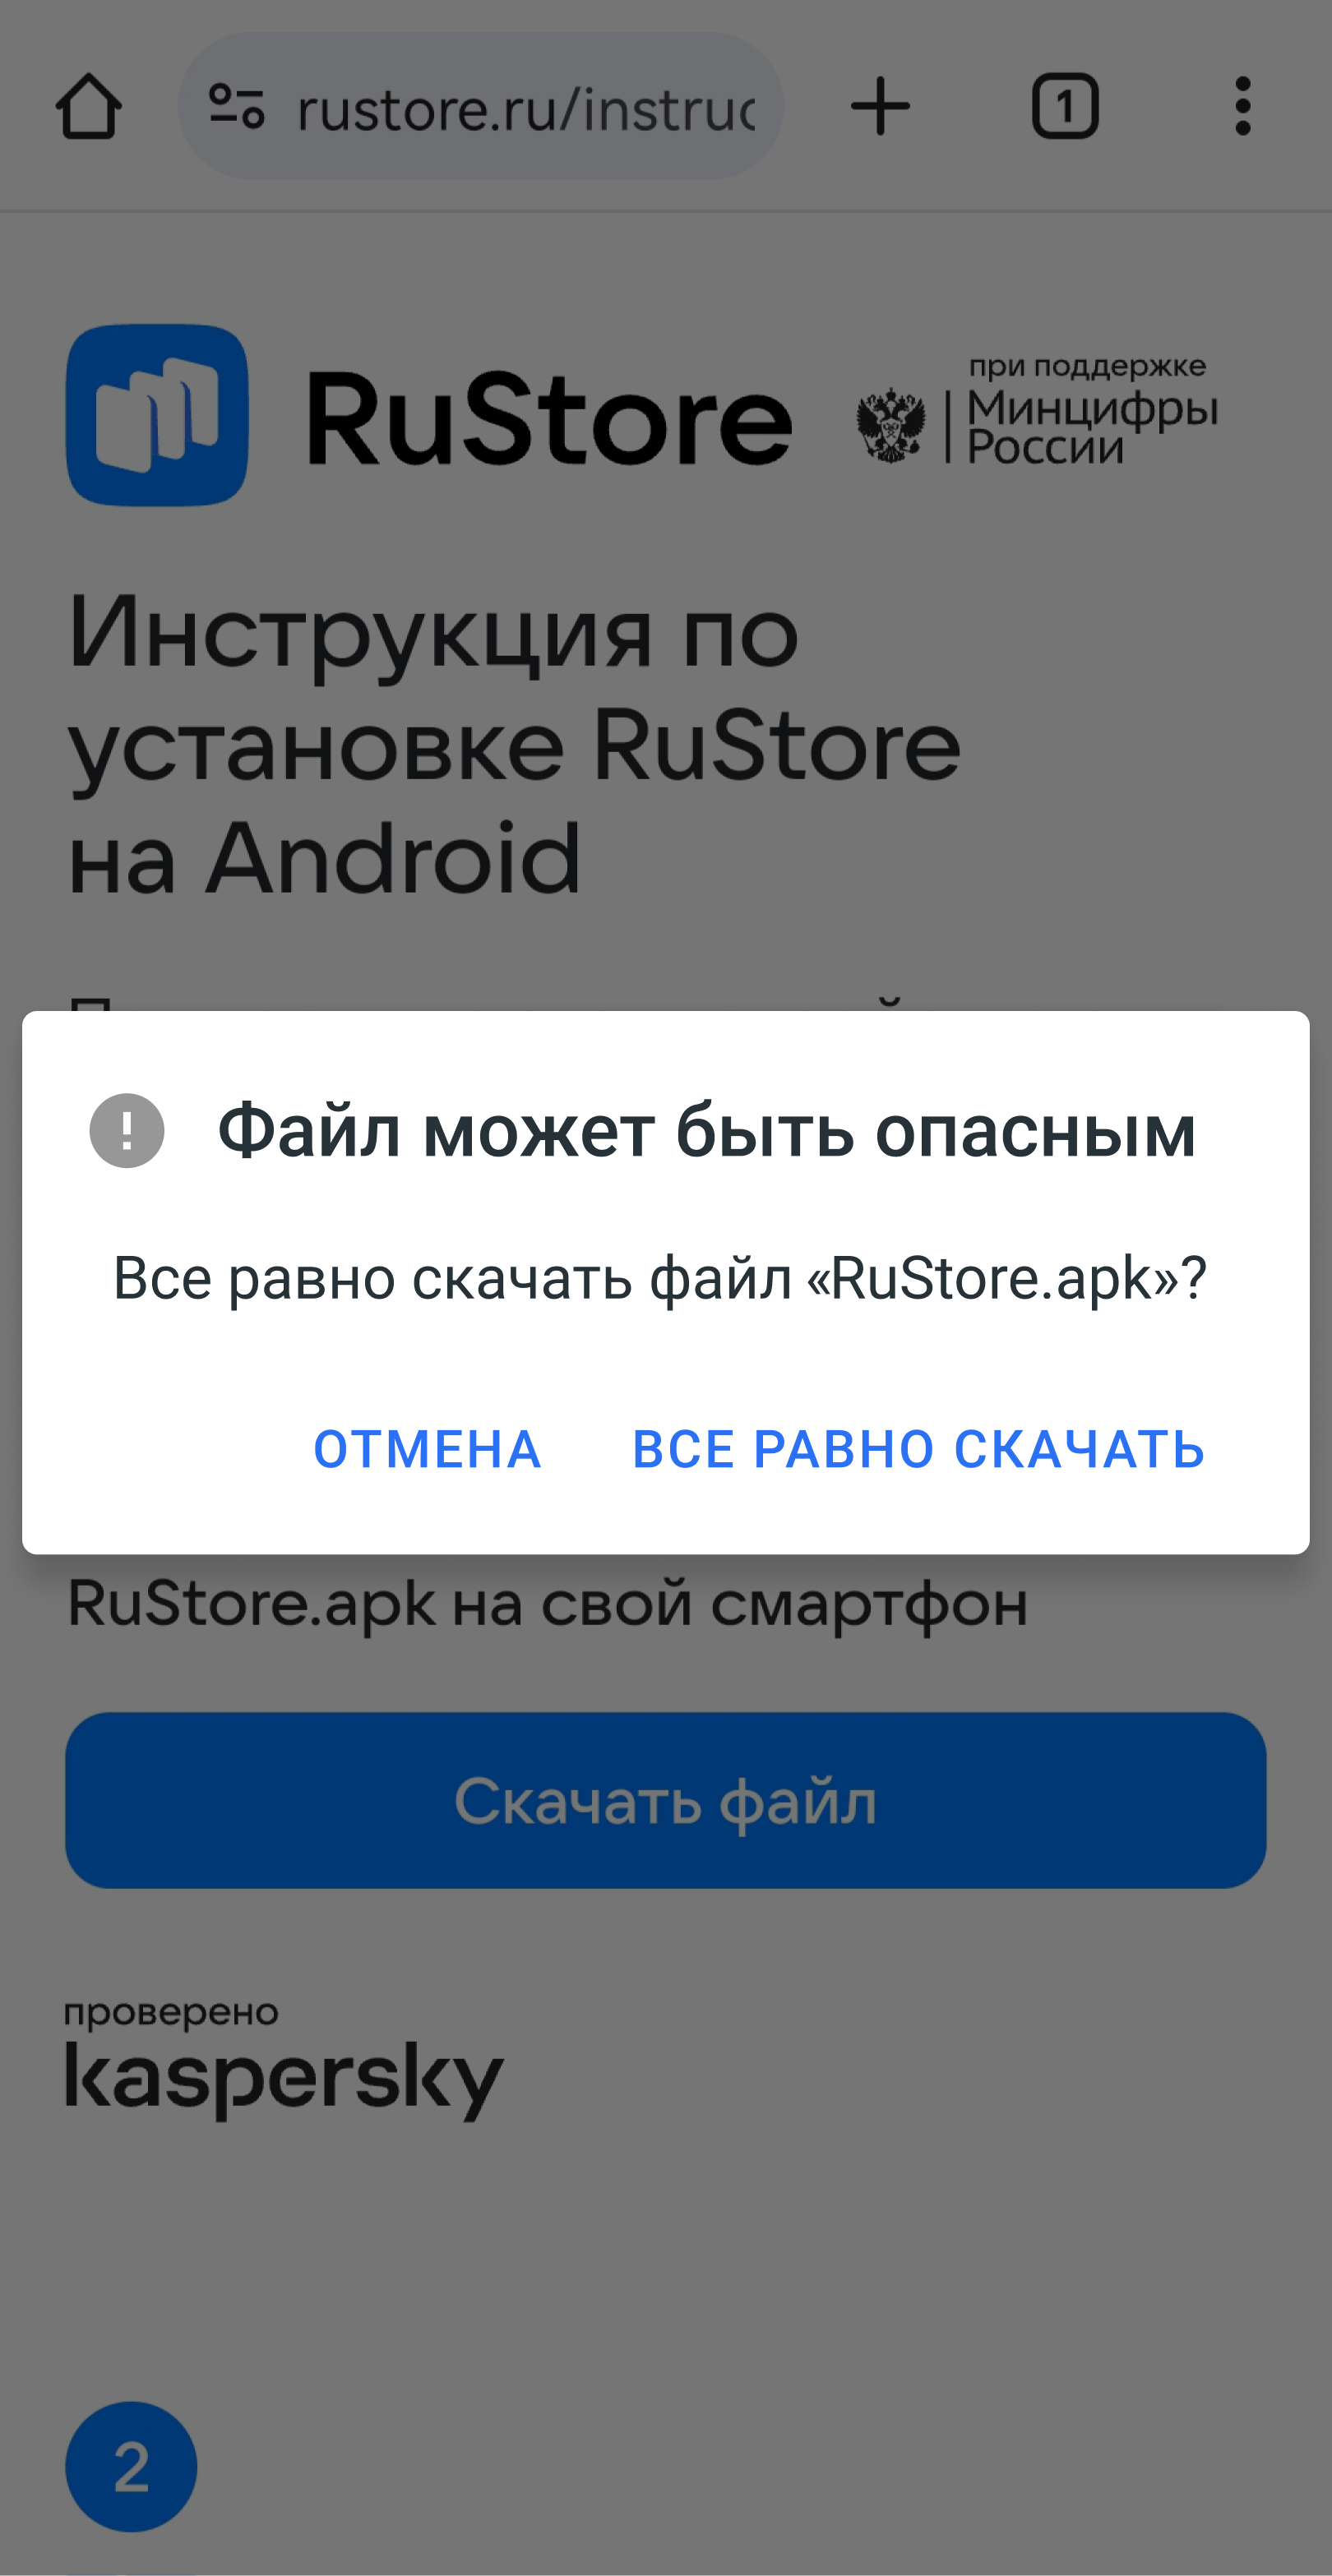 rustore.ru/instruc
1
RuStore
при поддержке
Минцифры
России
Инструкция по
установке RuStore
на Android
Файл может быть опасным
Все равно скачать файл «RuStore.apk»?
ОТМЕНА ВСЕ РАВНО СКАЧАТЬ
RuStore.apk на свой смартфон
Скачать файл
проверено
kaspersky
2